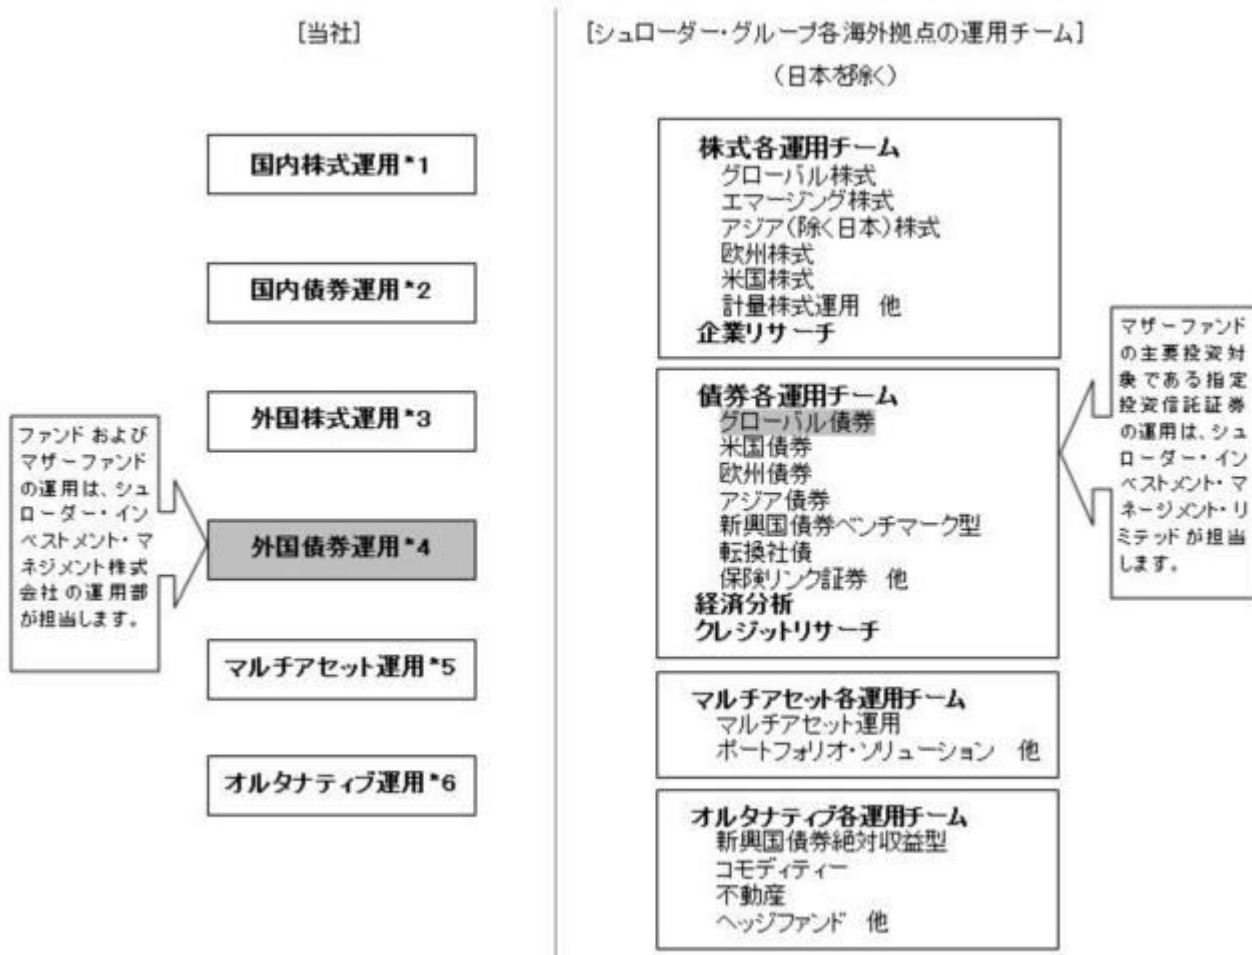 [当社]
国内株式運用*1
国内債券運用*2
外国株式運用*3
ファンドおよび
マザーファンド
の運用は、シュ
ローダー・イン
ベストメント・マ
ネジメント株式
会社の運用部
が担当します。
外国債券運用*4
マルチアセット運用*5
オルタナティブ運用*6
[シュローダー・グループ各海外拠点の運用チーム]
（日本を除く）
株式各運用チーム
グローバル株式
エマージング株式
アジア（除く日本）株式
欧州株式
米国株式
計量株式運用　他
企業リサーチ
債券各運用チーム
グローバル債券
米国債券
欧州債券
アジア債券
新興国債券ベンチマーク型
転換社債
保険リンク証券　他
経済分析
クレジットリサーチ
マザーファンド
の主要投資対
象である指定
投資信託証券
の運用は、シュ
ローダー・イン
ベストメント・マ
ネージメント・リ
ミテッドが担当
します。
マルチアセット各運用チーム
マルチアセット運用
ポートフォリオ・ソリューション　他
オルタナティブ各運用チーム
新興国債券絶対収益型
コモディティー
不動産
ヘッジファンド　他